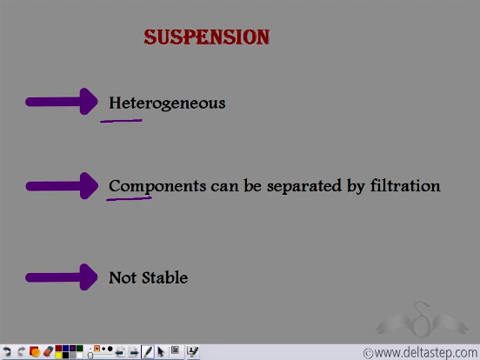 SUSPENSION
Heterogeneous
Components can be separated by filtration
Not Stable
©www.deltastep.com